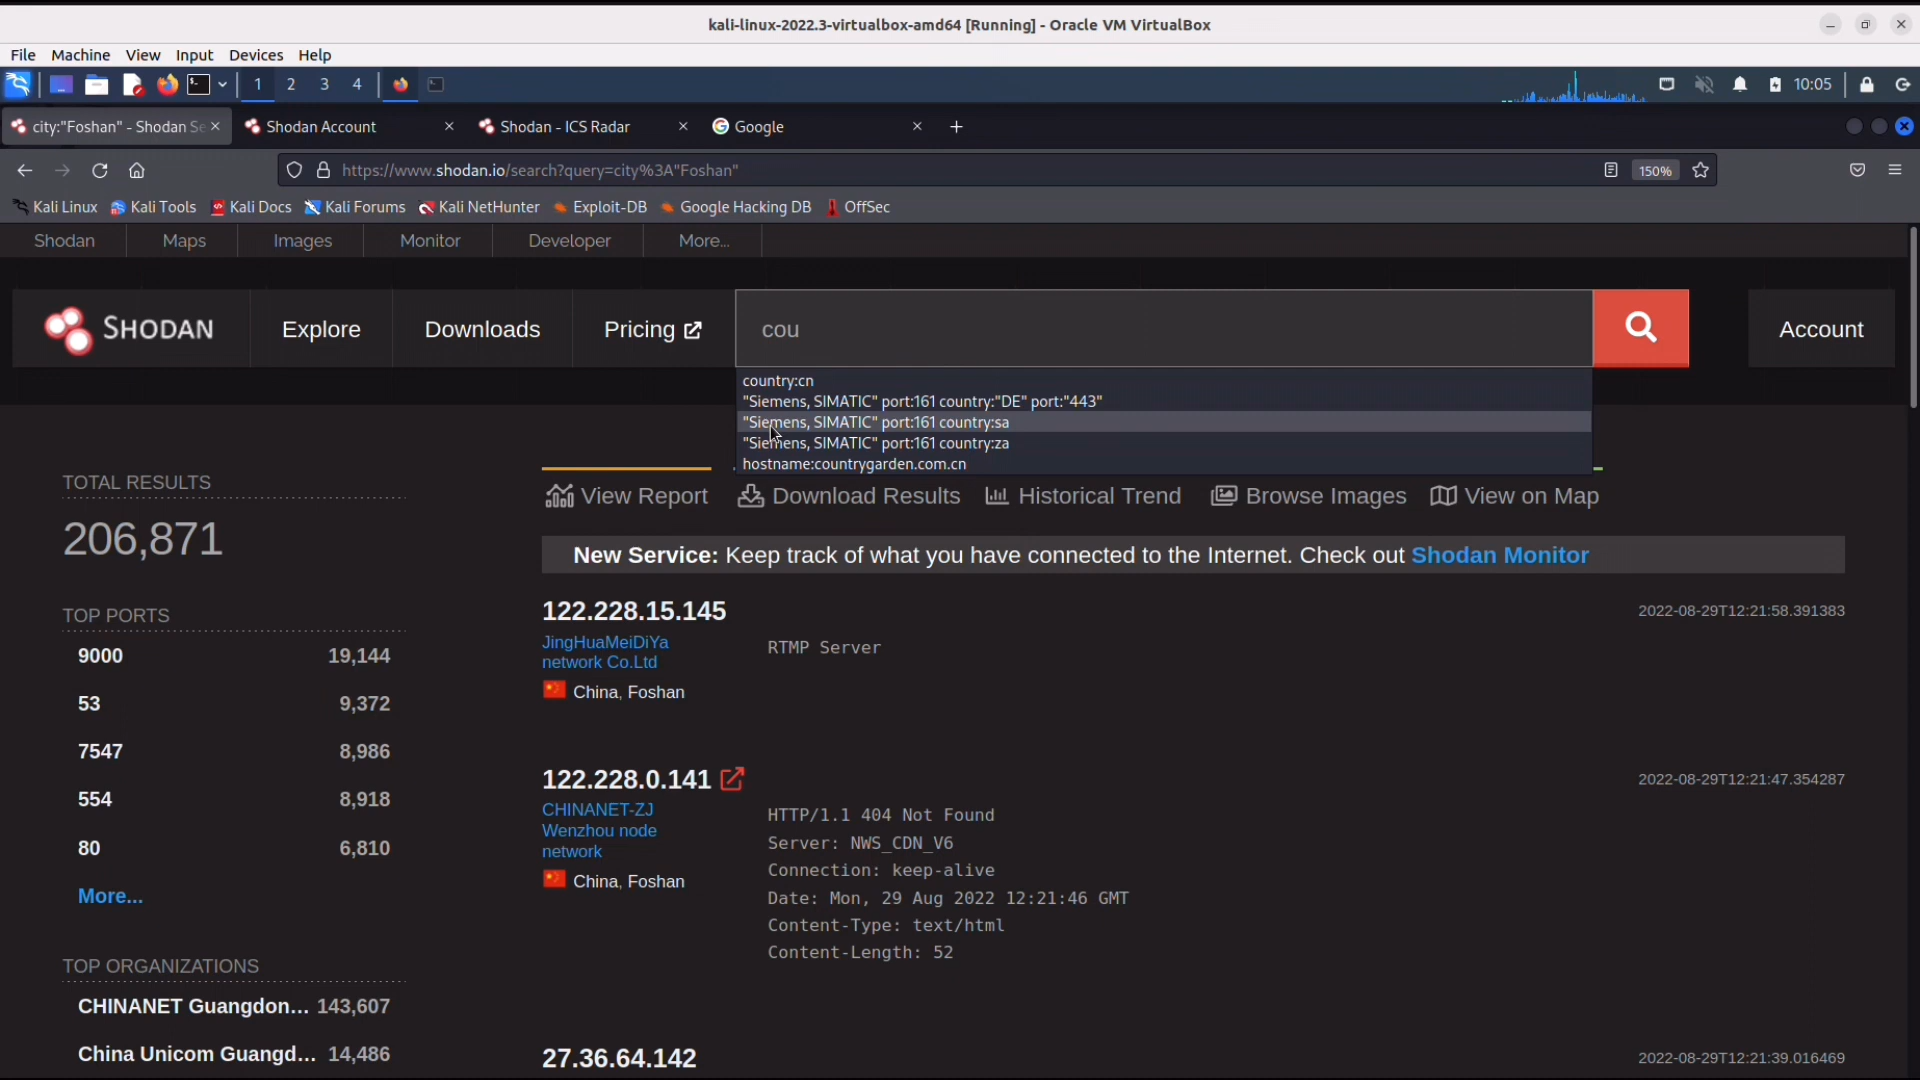 kali-linux-2022.3-virtualbox-amd64 [Running] - Oracle VM VirtualBox
File Machine View Input Devices Help
1 2 3 4 10:05
city:"Foshan" - Shodan Se Shodan Account Shodan - ICS Radar Google
https://www.shodan.io/search?query=city%3A"Foshan" 150%
Kali Linux Kali Tools Kali Docs Kali Forums Kali NetHunter Exploit-DB Google Hacking DB OffSec
Shodan Maps Images Monitor Developer More...
SHODAN Explore Downloads Pricing cou Account
country:cn
"Siemens, SIMATIC" port:161 country:"DE" port:"443"
"Siemens, SIMATIC" port:161 country:sa
"Siemens, SIMATIC" port:161 country:za
hostname:countrygarden.com.cn
TOTAL RESULTS
206,871
TOP PORTS
9000 19,144
53 9,372
7547 8,986
554 8,918
80 6,810
More...
TOP ORGANIZATIONS
CHINANET Guangdon... 143,607
China Unicom Guangd... 14,486
View Report Download Results Historical Trend Browse Images View on Map
New Service: Keep track of what you have connected to the Internet. Check out Shodan Monitor
122.228.15.145 2022-08-29T12:21:58.391383
JingHuaMeiDiYa
network Co.Ltd
China, Foshan
RTMP Server
122.228.0.141 2022-08-29T12:21:47.354287
CHINANET-ZJ
Wenzhou node
network
China, Foshan
HTTP/1.1 404 Not Found
Server: NWS_CDN_V6
Connection: keep-alive
Date: Mon, 29 Aug 2022 12:21:46 GMT
Content-Type: text/html
Content-Length: 52
27.36.64.142 2022-08-29T12:21:39.016469